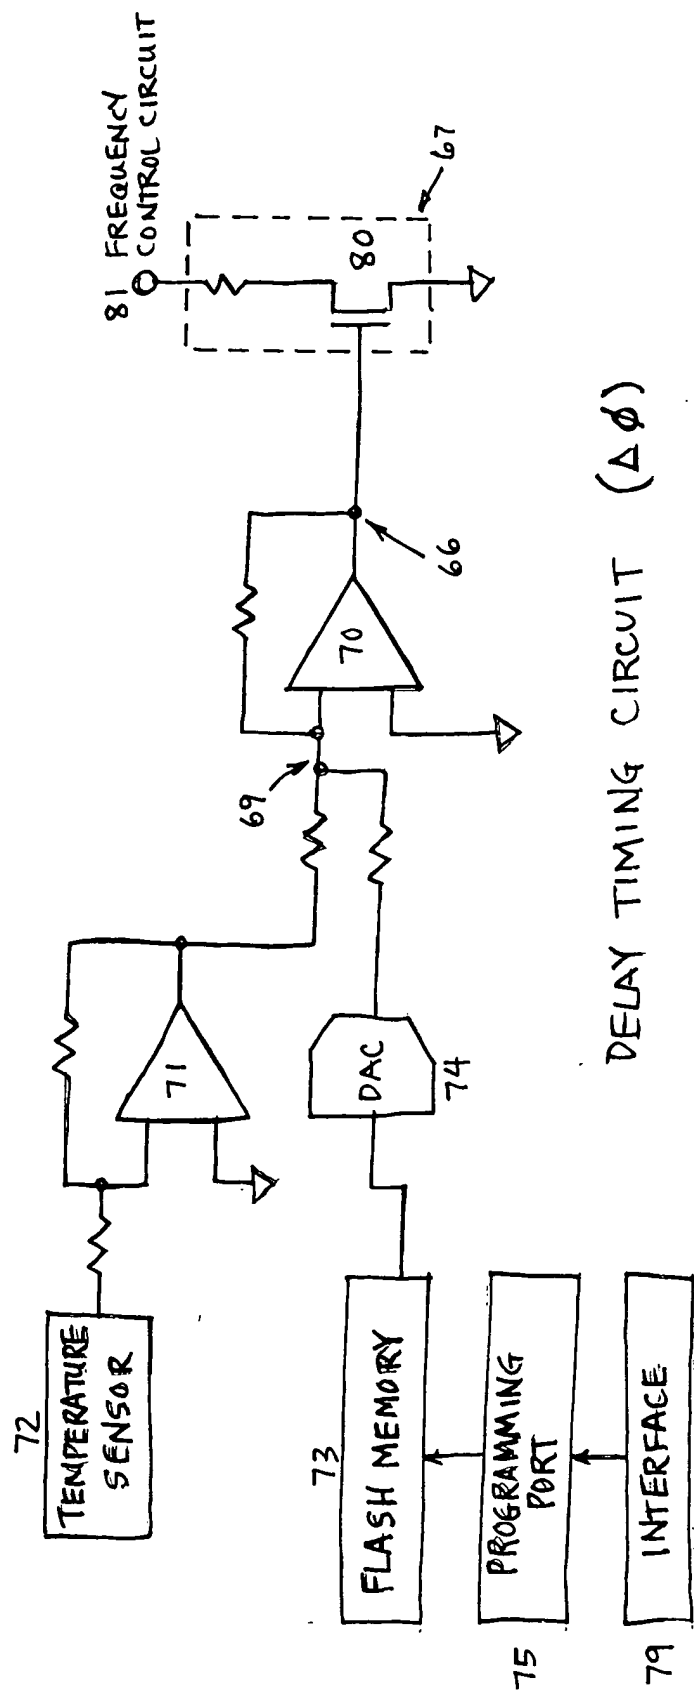 81 FREQUENCY
CONTROL CIRCUIT
67
80
66
70
69
71
72
TEMPERATURE
SENSOR
DAC
74
73
FLASH MEMORY
75
PROGRAMMING
PORT
79
INTERFACE
DELAY TIMING CIRCUIT (Δφ)